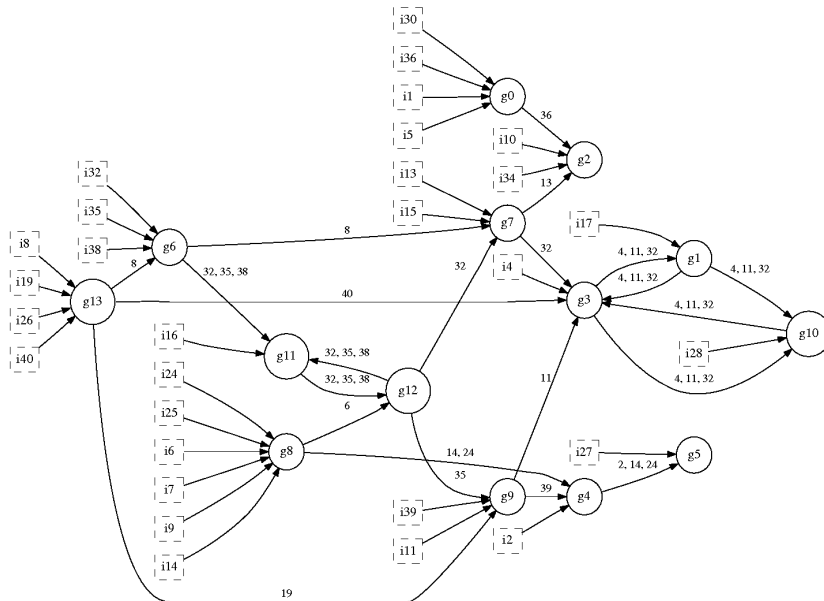 i30
i36
i1
i5
g0
36
i10
i34
g2
i13
i15
13
g7
i32
i35
i38
g6
8
32
i17
4, 11, 32
4, 11, 32
g1
4, 11, 32
i8
i19
i26
i40
8
g13
32, 35, 38
32
i4
40
g3
4, 11, 32
g10
i28
i16
g11
32, 35, 38
32, 35, 38
g12
11
4, 11, 32
i24
i25
i6
i7
i9
i14
6
g8
14, 24
35
i27
2, 14, 24
g5
i39
i11
g9
39
g4
i2
19